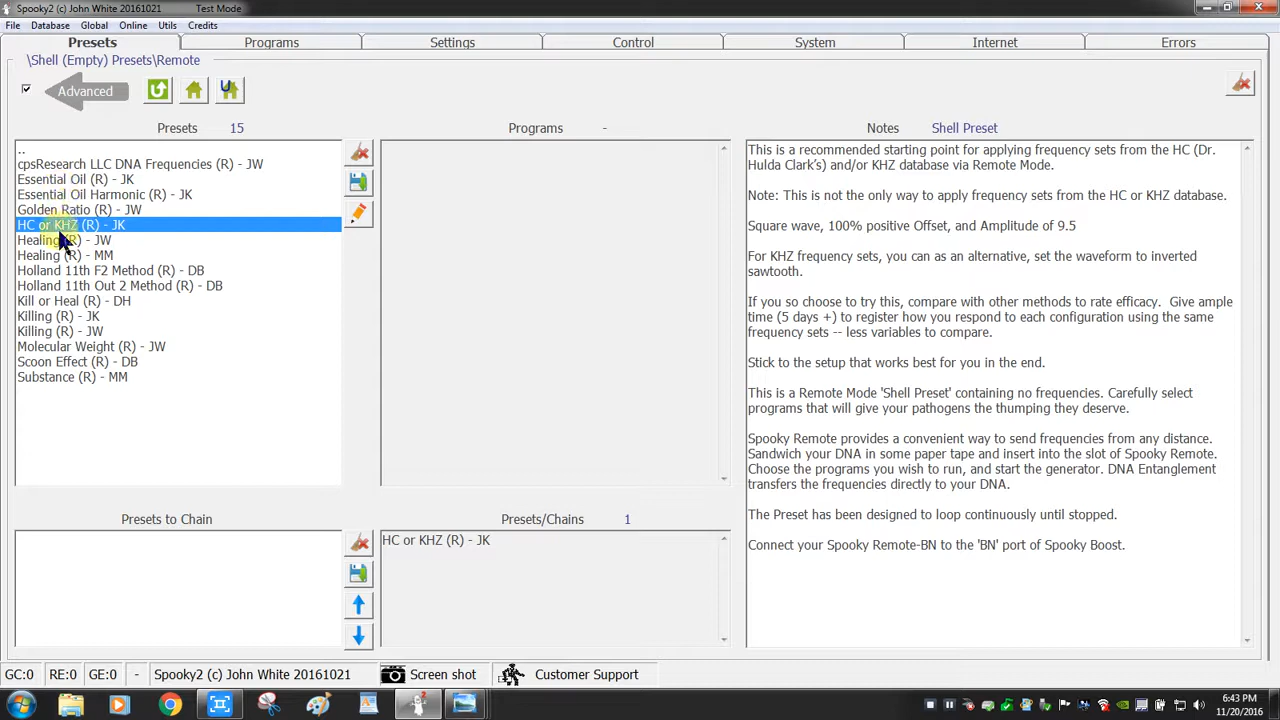 Spooky2 (c) John White 20161021 Test Mode
File Database Global Online Utils Credits
Presets Programs Settings Control System Internet Errors
\Shell (Empty) Presets\Remote
Advanced
Presets 15
..
cpsResearch LLC DNA Frequencies (R) - JW
Essential Oil (R) - JK
Essential Oil Harmonic (R) - JK
Golden Ratio (R) - JW
HC or KHZ (R) - JK
Healing (R) - JW
Healing (R) - MM
Holland 11th F2 Method (R) - DB
Holland 11th Out 2 Method (R) - DB
Kill or Heal (R) - DH
Killing (R) - JK
Killing (R) - JW
Molecular Weight (R) - JW
Scoon Effect (R) - DB
Substance (R) - MM
Programs -
Notes Shell Preset
This is a recommended starting point for applying frequency sets from the HC (Dr.
Hulda Clark's) and/or KHZ database via Remote Mode.
Note: This is not the only way to apply frequency sets from the HC or KHZ database.
Square wave, 100% positive Offset, and Amplitude of 9.5
For KHZ frequency sets, you can as an alternative, set the waveform to inverted
sawtooth.
If you so choose to try this, compare with other methods to rate efficacy. Give ample
time (5 days +) to register how you respond to each configuration using the same
frequency sets -- less variables to compare.
Stick to the setup that works best for you in the end.
This is a Remote Mode 'Shell Preset' containing no frequencies. Carefully select
programs that will give your pathogens the thumping they deserve.
Spooky Remote provides a convenient way to send frequencies from any distance.
Sandwich your DNA in some paper tape and insert into the slot of Spooky Remote.
Choose the programs you wish to run, and start the generator. DNA Entanglement
transfers the frequencies directly to your DNA.
The Preset has been designed to loop continuously until stopped.
Connect your Spooky Remote-BN to the 'BN' port of Spooky Boost.
Presets to Chain
Presets/Chains 1
HC or KHZ (R) - JK
GC:0 RE:0 GE:0 - Spooky2 (c) John White 20161021 Screen shot Customer Support
6:43 PM
11/20/2016